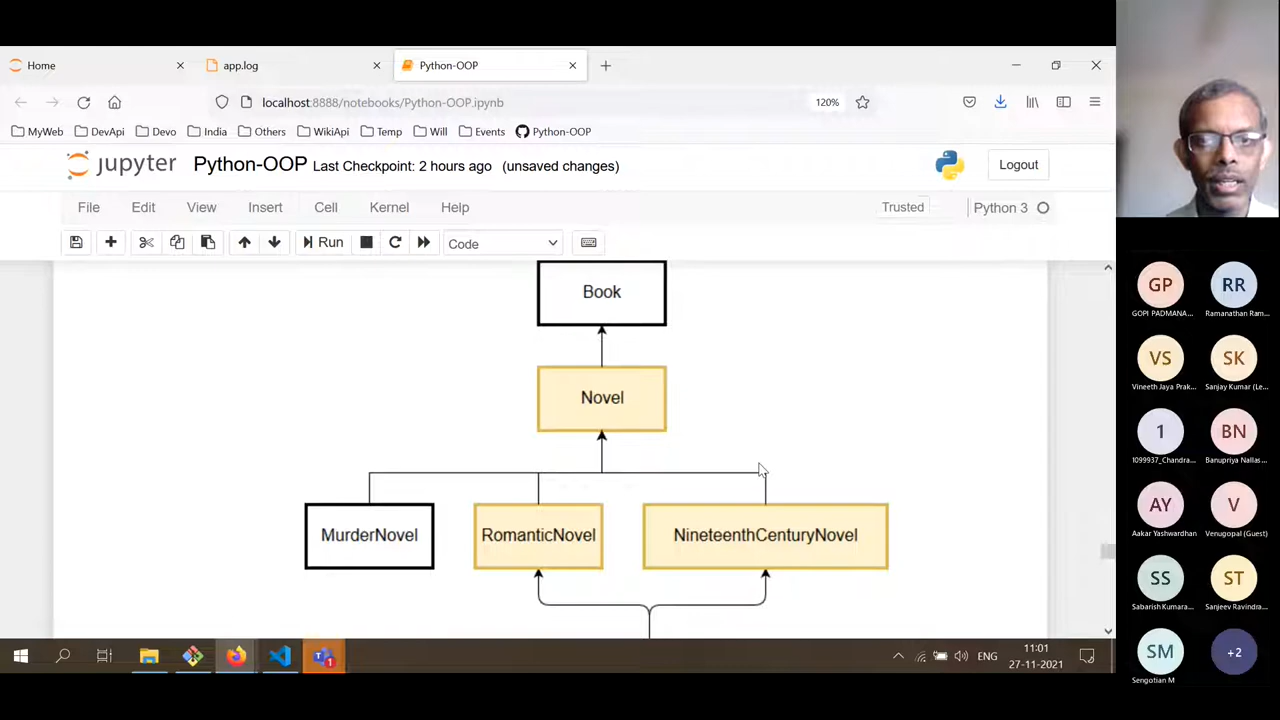 Home
app.log
Python-OOP
localhost:8888/notebooks/Python-OOP.ipynb
120%
MyWeb
DevApi
Devo
India
Others
WikiApi
Temp
Will
Events
Python-OOP
jupyter Python-OOP Last Checkpoint: 2 hours ago (unsaved changes)
Logout
File Edit View Insert Cell Kernel Help
Trusted
Python 3
Run
Code
Book
Novel
MurderNovel
RomanticNovel
NineteenthCenturyNovel
1
ENG
11:01
27-11-2021
GP
GOPI PADMANA...
RR
Ramanathan Ram...
VS
Vineeth Jaya Prak...
SK
Sanjay Kumar (Le...
1
1099937_Chandra...
BN
Banupriya Nallas...
AY
Aakar Yashwardhan
V
Venugopal (Guest)
SS
Sabarish Kumara...
ST
Sanjeev Ravindra...
SM
Sengotian M
+2